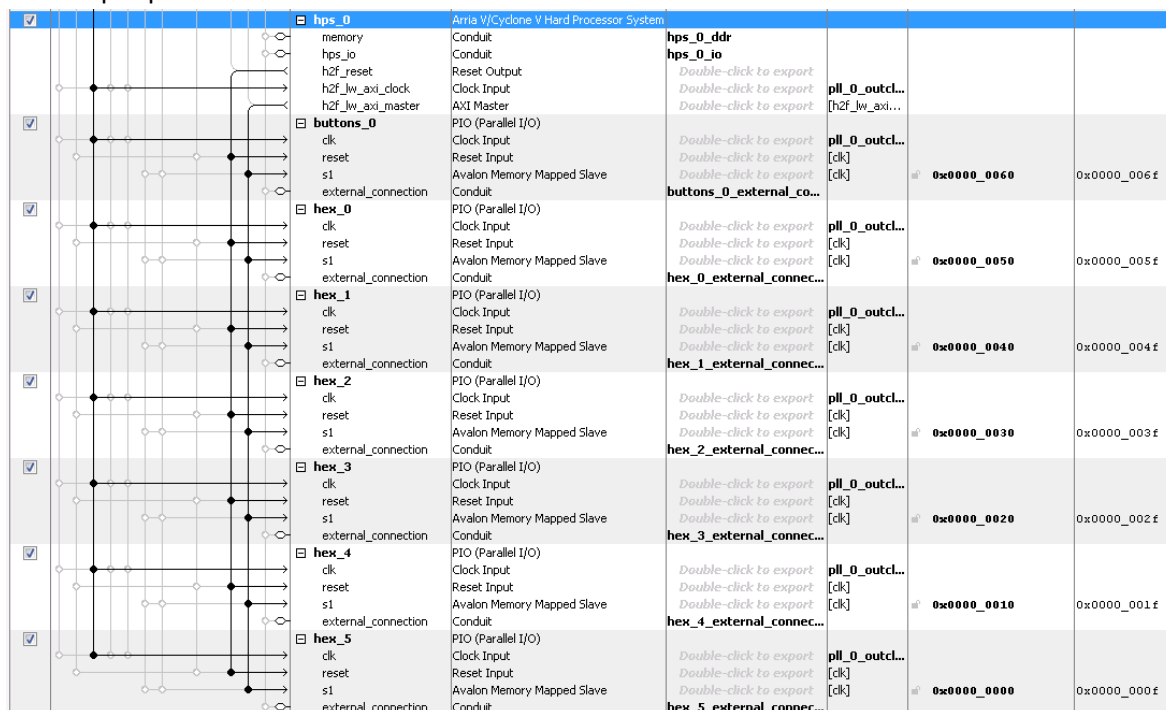 hps_0 Arria V/Cyclone V Hard Processor System
memory Conduit hps_0_ddr
hps_io Conduit hps_0_io
h2f_reset Reset Output Double-click to export
h2f_lw_axi_clock Clock Input Double-click to export pll_0_outcl...
h2f_lw_axi_master AXI Master Double-click to export [h2f_lw_axi...
buttons_0 PIO (Parallel I/O)
clk Clock Input Double-click to export pll_0_outcl...
reset Reset Input Double-click to export [clk]
s1 Avalon Memory Mapped Slave Double-click to export [clk] 0x0000_0060 0x0000_006f
external_connection Conduit buttons_0_external_co...
hex_0 PIO (Parallel I/O)
clk Clock Input Double-click to export pll_0_outcl...
reset Reset Input Double-click to export [clk]
s1 Avalon Memory Mapped Slave Double-click to export [clk] 0x0000_0050 0x0000_005f
external_connection Conduit hex_0_external_connec...
hex_1 PIO (Parallel I/O)
clk Clock Input Double-click to export pll_0_outcl...
reset Reset Input Double-click to export [clk]
s1 Avalon Memory Mapped Slave Double-click to export [clk] 0x0000_0040 0x0000_004f
external_connection Conduit hex_1_external_connec...
hex_2 PIO (Parallel I/O)
clk Clock Input Double-click to export pll_0_outcl...
reset Reset Input Double-click to export [clk]
s1 Avalon Memory Mapped Slave Double-click to export [clk] 0x0000_0030 0x0000_003f
external_connection Conduit hex_2_external_connec...
hex_3 PIO (Parallel I/O)
clk Clock Input Double-click to export pll_0_outcl...
reset Reset Input Double-click to export [clk]
s1 Avalon Memory Mapped Slave Double-click to export [clk] 0x0000_0020 0x0000_002f
external_connection Conduit hex_3_external_connec...
hex_4 PIO (Parallel I/O)
clk Clock Input Double-click to export pll_0_outcl...
reset Reset Input Double-click to export [clk]
s1 Avalon Memory Mapped Slave Double-click to export [clk] 0x0000_0010 0x0000_001f
external_connection Conduit hex_4_external_connec...
hex_5 PIO (Parallel I/O)
clk Clock Input Double-click to export pll_0_outcl...
reset Reset Input Double-click to export [clk]
s1 Avalon Memory Mapped Slave Double-click to export [clk] 0x0000_0000 0x0000_000f
external_connection Conduit hex_5_external_connec...